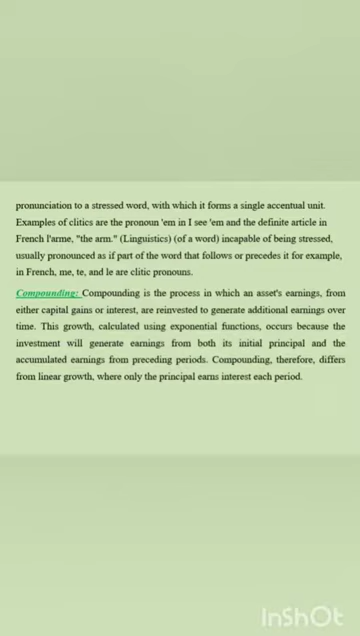 pronunciation to a stressed word, with which it forms a single accentual unit.
Examples of clitics are the pronoun 'em in I see 'em and the definite article in
French l'arme, "the arm." (Linguistics) (of a word) incapable of being stressed,
usually pronounced as if part of the word that follows or precedes it for example,
in French, me, te, and le are clitic pronouns.
Compounding: Compounding is the process in which an asset's earnings, from
either capital gains or interest, are reinvested to generate additional earnings over
time. This growth, calculated using exponential functions, occurs because the
investment will generate earnings from both its initial principal and the
accumulated earnings from preceding periods. Compounding, therefore, differs
from linear growth, where only the principal earns interest each period.
InShOt